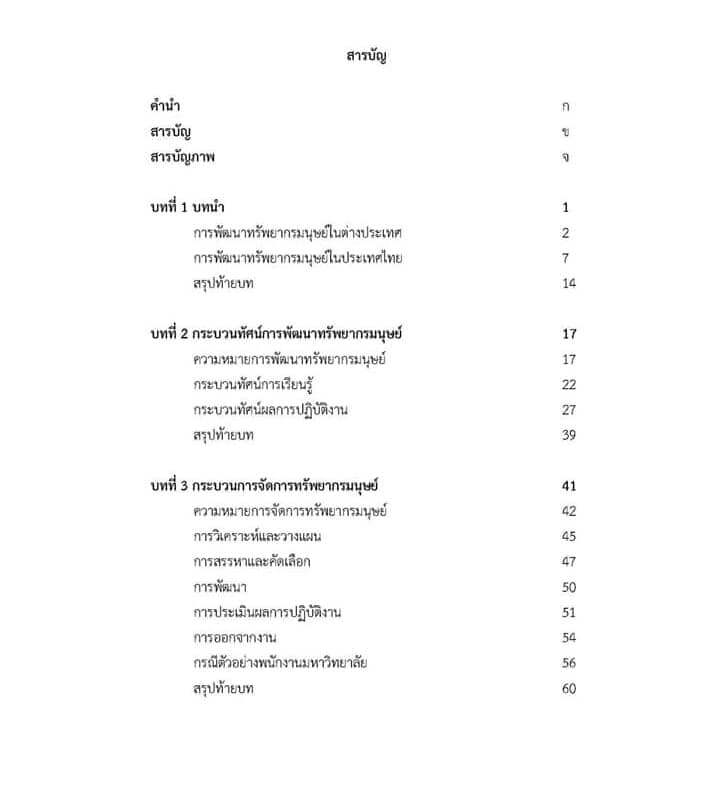 สารบัญ
คำนำ ก
สารบัญ ข
สารบัญภาพ จ
บทที่ 1 บทนำ 1
การพัฒนาทรัพยากรมนุษย์ในต่างประเทศ 2
การพัฒนาทรัพยากรมนุษย์ในประเทศไทย 7
สรุปท้ายบท 14
บทที่ 2 กระบวนทัศน์การพัฒนาทรัพยากรมนุษย์ 17
ความหมายการพัฒนาทรัพยากรมนุษย์ 17
กระบวนทัศน์การเรียนรู้ 22
กระบวนทัศน์ผลการปฏิบัติงาน 27
สรุปท้ายบท 39
บทที่ 3 กระบวนการจัดการทรัพยากรมนุษย์ 41
ความหมายการจัดการทรัพยากรมนุษย์ 42
การวิเคราะห์และวางแผน 45
การสรรหาและคัดเลือก 47
การพัฒนา 50
การประเมินผลการปฏิบัติงาน 51
การออกจากงาน 54
กรณีตัวอย่างพนักงานมหาวิทยาลัย 56
สรุปท้ายบท 60